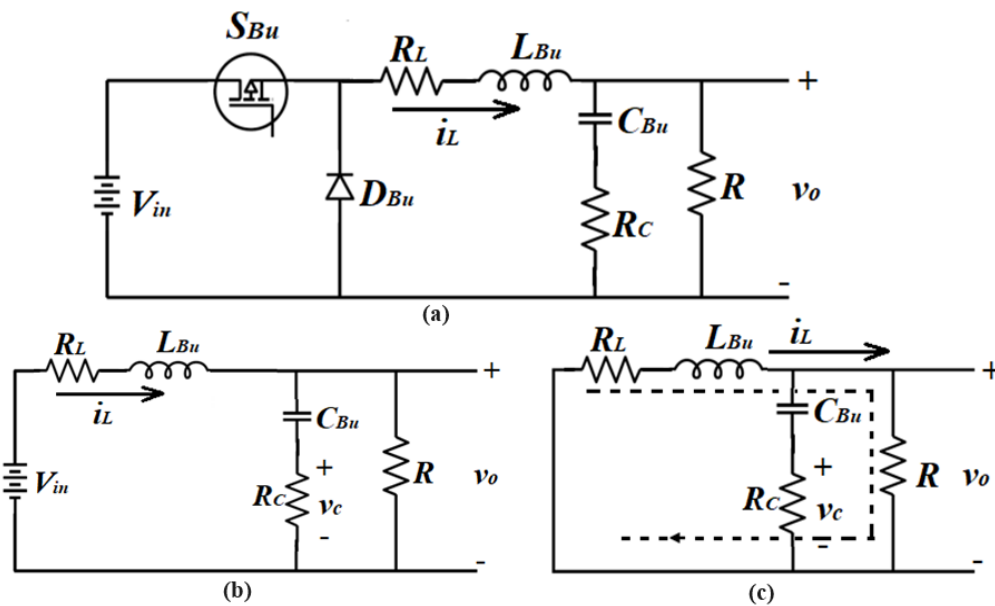 S_Bu
R_L L_Bu
+
i_L
C_Bu
V_in
D_Bu
R_C
R v_o
-
(a)
R_L L_Bu
+
i_L
C_Bu
V_in
+
R_C v_c
-
R v_o
-
(b)
R_L L_Bu i_L
+
C_Bu
+
R_C v_c
-
R v_o
-
(c)